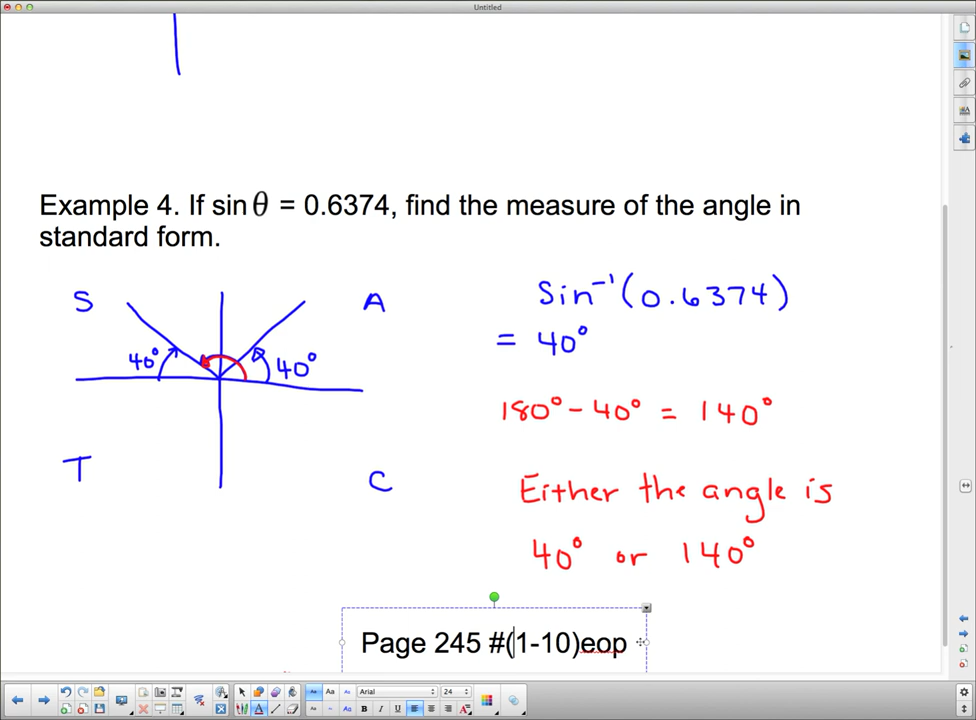 Untitled
Example 4. If sin θ = 0.6374, find the measure of the angle in
standard form.
S
A
Sin⁻¹(0.6374)
= 40°
40°
40°
180° - 40° = 140°
T
C
Either the angle is
40° or 140°
Page 245 #(1-10)eop
Arial
24
B I U